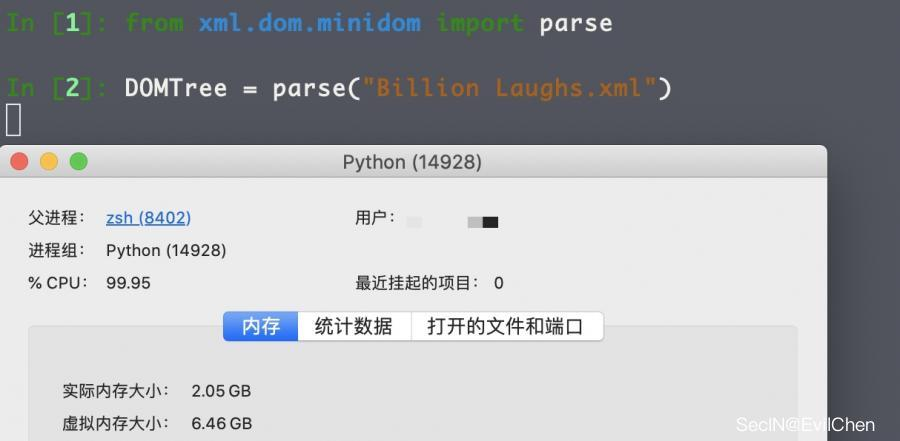 In [1]: from xml.dom.minidom import parse
In [2]: DOMTree = parse("Billion Laughs.xml")
Python (14928)
父进程： zsh (8402) 用户：
进程组： Python (14928)
% CPU： 99.95 最近挂起的项目： 0
内存 统计数据 打开的文件和端口
实际内存大小： 2.05 GB
虚拟内存大小： 6.46 GB
SecIN@EvilChen